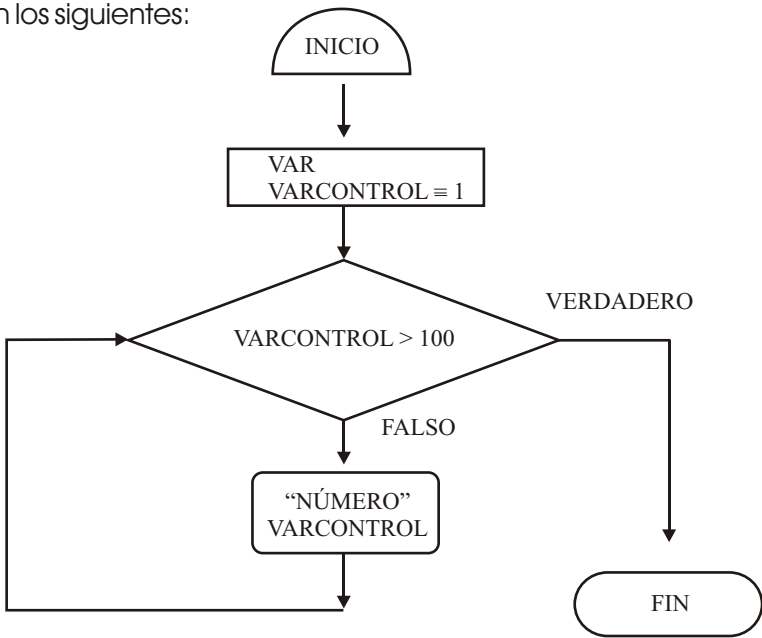 n los siguientes:
INICIO
VAR
VARCONTROL ≡ 1
VERDADERO
VARCONTROL > 100
FALSO
“NÚMERO”
VARCONTROL
FIN